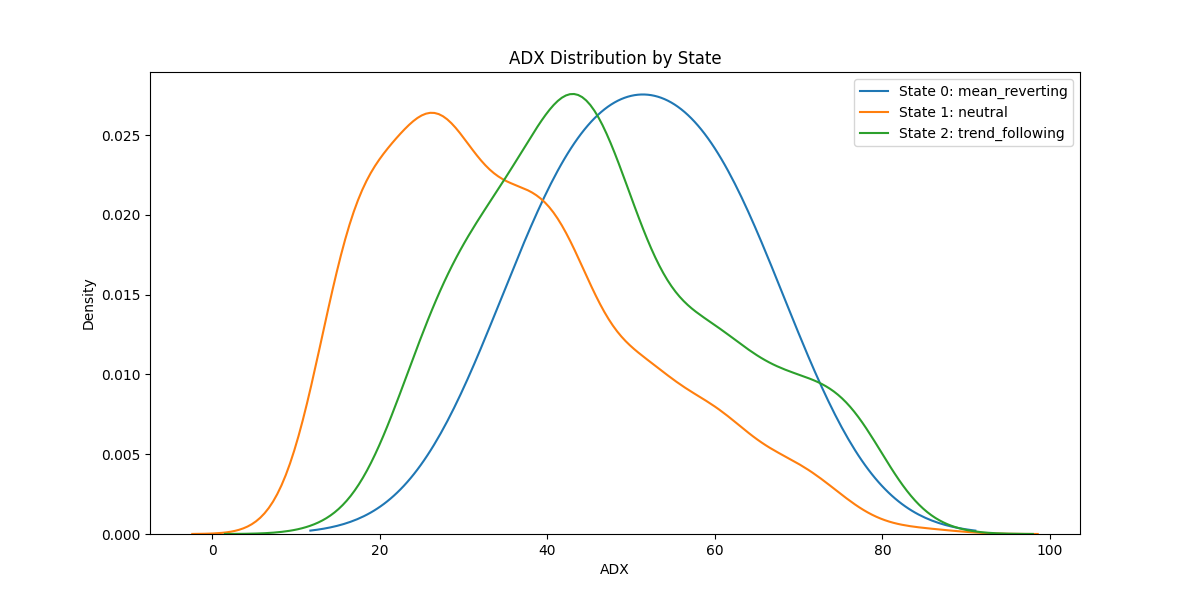 ADX Distribution by State
State 0: mean_reverting
State 1: neutral
State 2: trend_following
Density
0.025
0.020
0.015
0.010
0.005
0.000
0 20 40 60 80 100
ADX